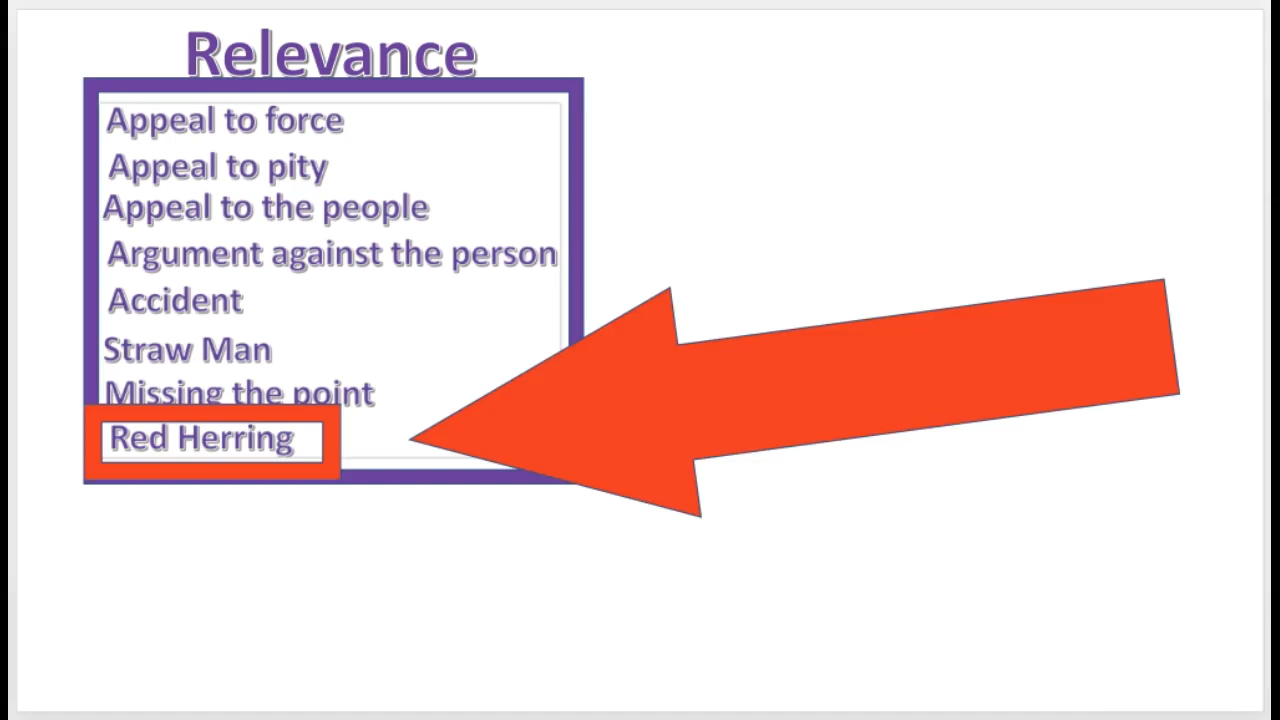 Relevance
Appeal to force
Appeal to pity
Appeal to the people
Argument against the person
Accident
Straw Man
Missing the point
Red Herring